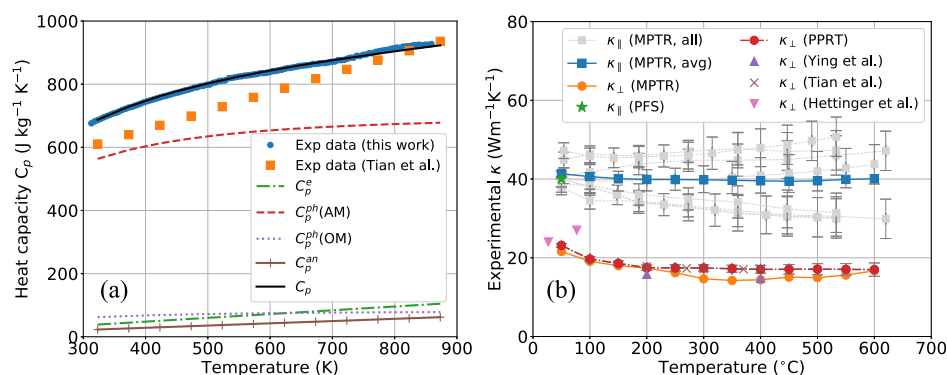 1000
800
600
400
200
0
Heat capacity C_p (J kg⁻¹ K⁻¹)
Exp data (this work)
Exp data (Tian et al.)
C_p^e
C_p^ph(AM)
C_p^ph(OM)
C_p^an
C_p
(a)
300 400 500 600 700 800 900
Temperature (K)
80
60
40
20
0
Experimental κ (Wm⁻¹K⁻¹)
κ∥ (MPTR, all)
κ∥ (MPTR, avg)
κ⊥ (MPTR)
κ∥ (PFS)
κ⊥ (PPRT)
κ⊥ (Ying et al.)
κ⊥ (Tian et al.)
κ⊥ (Hettinger et al.)
(b)
0 100 200 300 400 500 600 700
Temperature (°C)